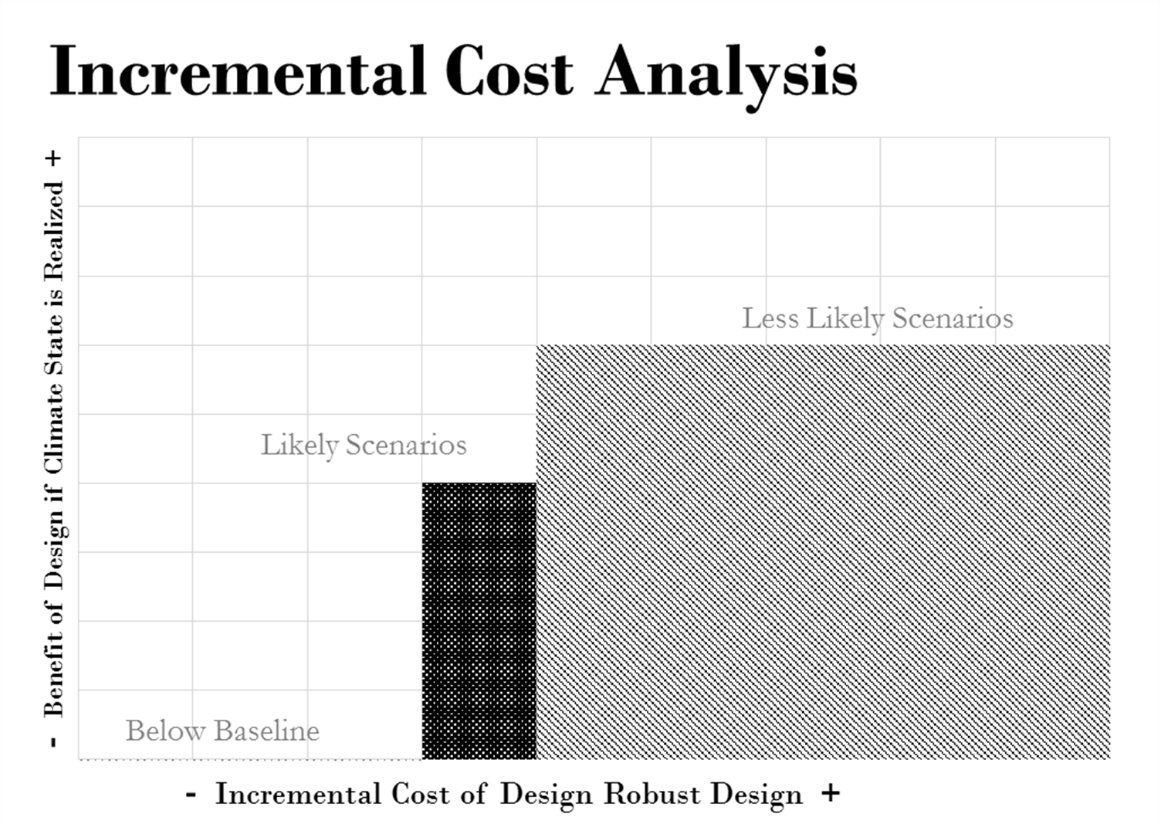 Incremental Cost Analysis
- Benefit of Design if Climate State is Realized +
Less Likely Scenarios
Likely Scenarios
Below Baseline
- Incremental Cost of Design Robust Design +